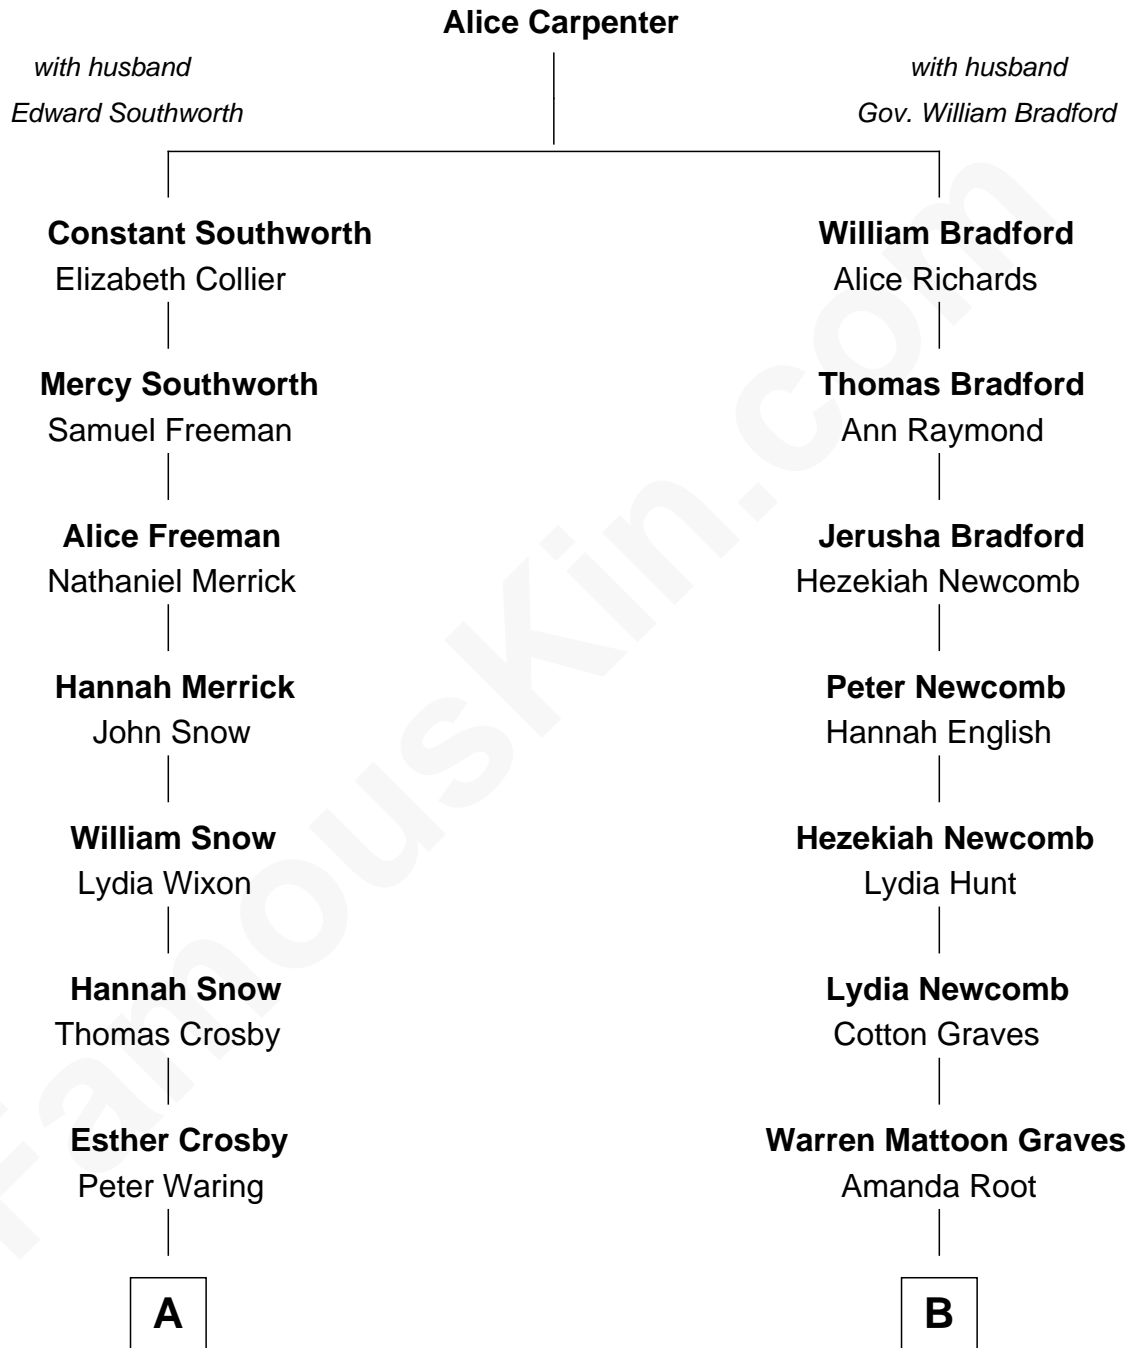 Alice Carpenter
with husband
Edward Southworth
with husband
Gov. William Bradford
Constant Southworth
Elizabeth Collier
William Bradford
Alice Richards
Mercy Southworth
Samuel Freeman
Thomas Bradford
Ann Raymond
Alice Freeman
Nathaniel Merrick
Jerusha Bradford
Hezekiah Newcomb
Hannah Merrick
John Snow
Peter Newcomb
Hannah English
William Snow
Lydia Wixon
Hezekiah Newcomb
Lydia Hunt
Hannah Snow
Thomas Crosby
Lydia Newcomb
Cotton Graves
Esther Crosby
Peter Waring
Warren Mattoon Graves
Amanda Root
A
B
FamousKin.com